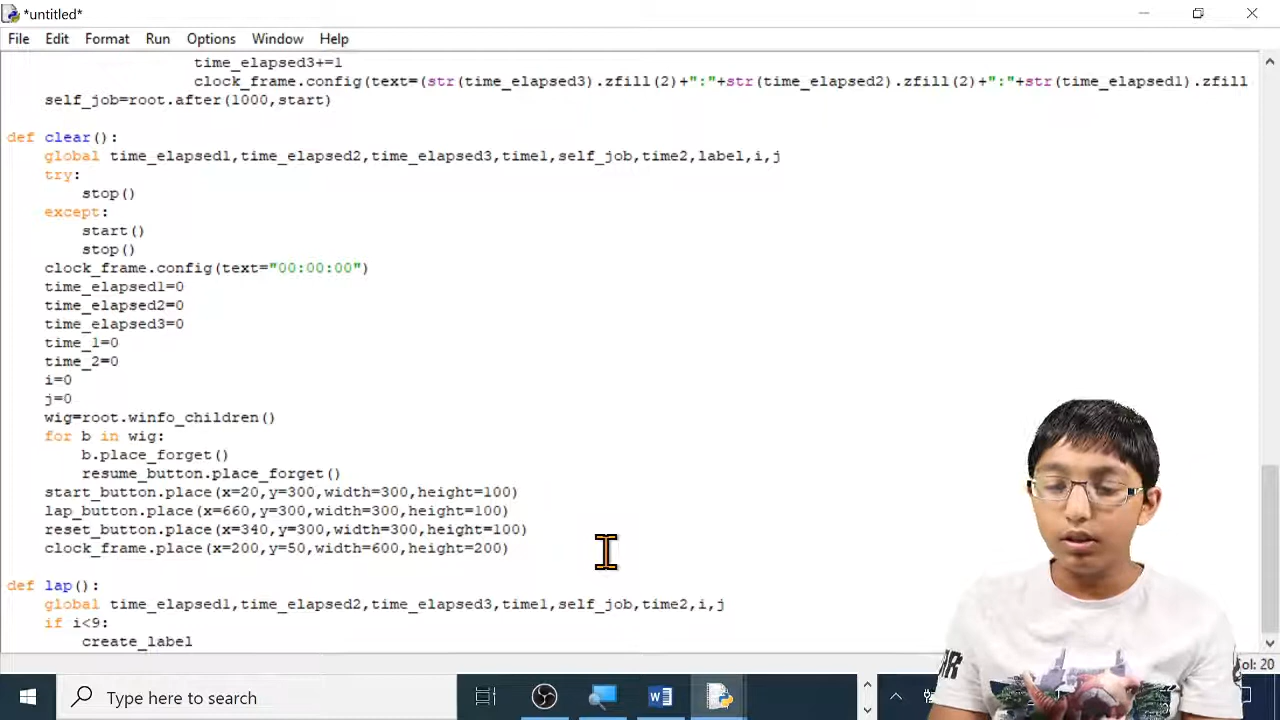 *untitled*
File Edit Format Run Options Window Help
time_elapsed3+=1
clock_frame.config(text=(str(time_elapsed3).zfill(2)+":"+str(time_elapsed2).zfill(2)+":"+str(time_elapsed1).zfill
self_job=root.after(1000,start)
def clear():
global time_elapsed1,time_elapsed2,time_elapsed3,time1,self_job,time2,label,i,j
try:
stop()
except:
start()
stop()
clock_frame.config(text="00:00:00")
time_elapsed1=0
time_elapsed2=0
time_elapsed3=0
time_1=0
time_2=0
i=0
j=0
wig=root.winfo_children()
for b in wig:
b.place_forget()
resume_button.place_forget()
start_button.place(x=20,y=300,width=300,height=100)
lap_button.place(x=660,y=300,width=300,height=100)
reset_button.place(x=340,y=300,width=300,height=100)
clock_frame.place(x=200,y=50,width=600,height=200)
def lap():
global time_elapsed1,time_elapsed2,time_elapsed3,time1,self_job,time2,i,j
if i<9:
create_label
Col: 20
Type here to search